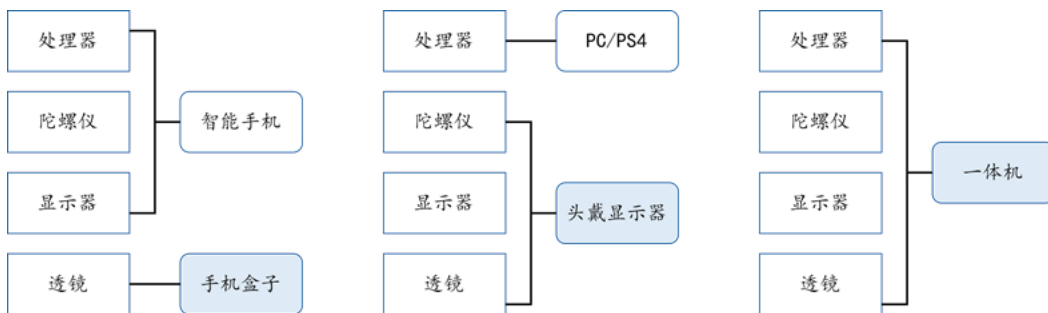 处理器
陀螺仪
智能手机
显示器
透镜
手机盒子
处理器
PC/PS4
陀螺仪
显示器
头戴显示器
透镜
处理器
陀螺仪
一体机
显示器
透镜